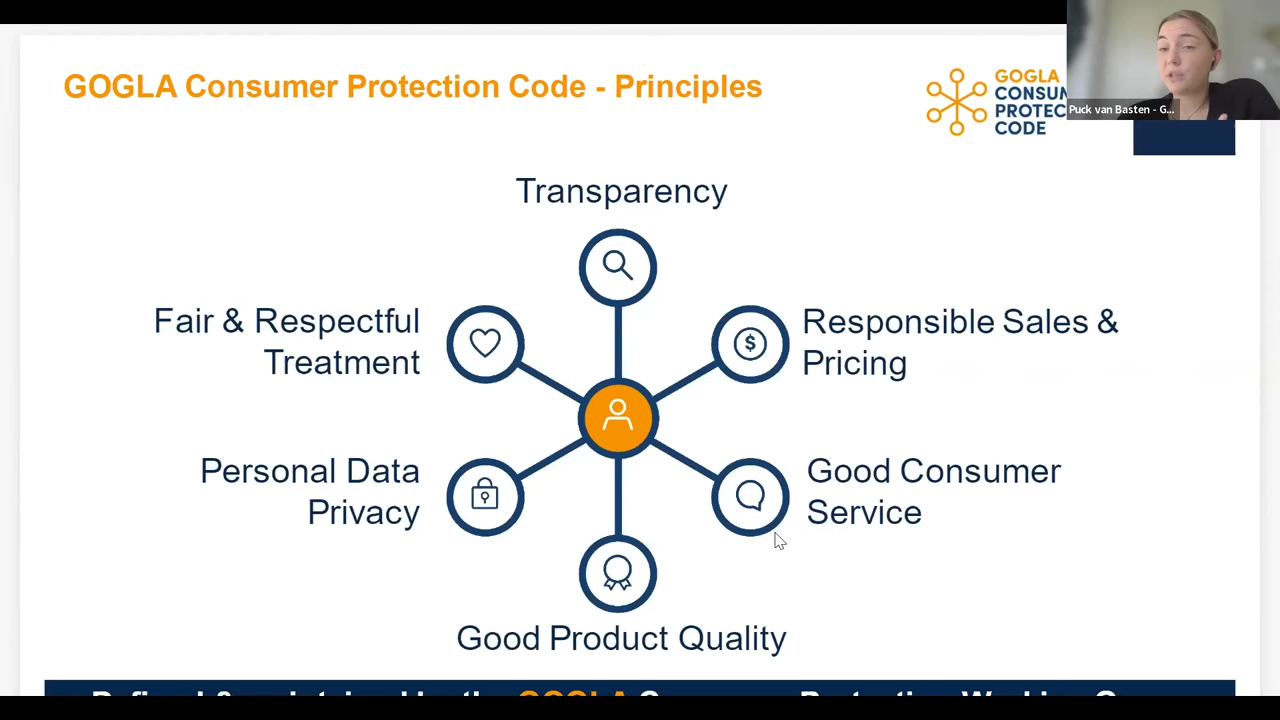 GOGLA Consumer Protection Code - Principles
GOGLA
CONSUM
PROTEC
CODE
Puck van Basten - G...
Transparency
Fair & Respectful
Treatment
Responsible Sales &
Pricing
$
Personal Data
Privacy
Good Consumer
Service
Good Product Quality
GOGLA